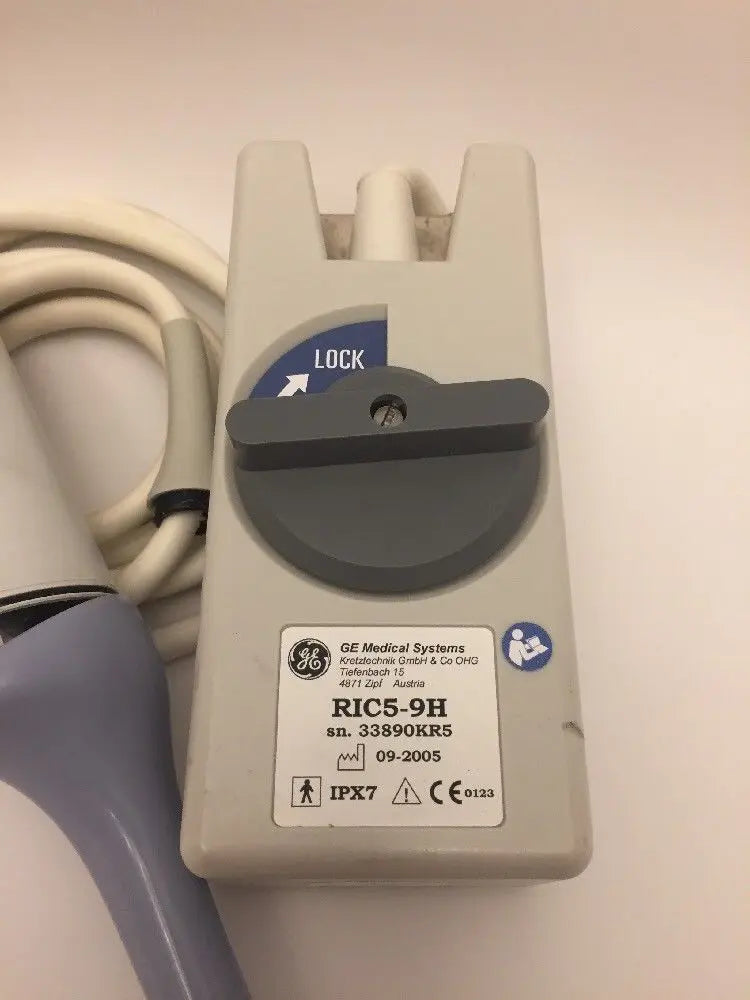 LOCK
GE
GE Medical Systems
Kretztechnik GmbH & Co OHG
Tiefenbach 15
4871 Zipf Austria
RIC5-9H
sn. 33890KR5
09-2005
IPX7 CE 0123